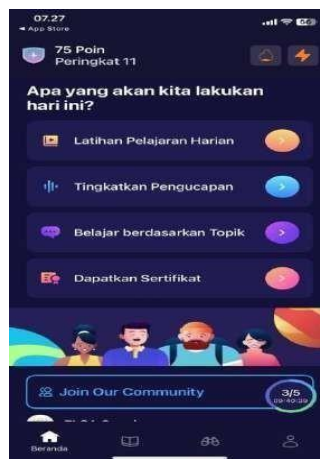 07.27
App Store
75 Poin
Peringkat 11
Apa yang akan kita lakukan
hari ini?
Latihan Pelajaran Harian
Tingkatkan Pengucapan
Belajar berdasarkan Topik
Dapatkan Sertifikat
Join Our Community
3/5
Beranda